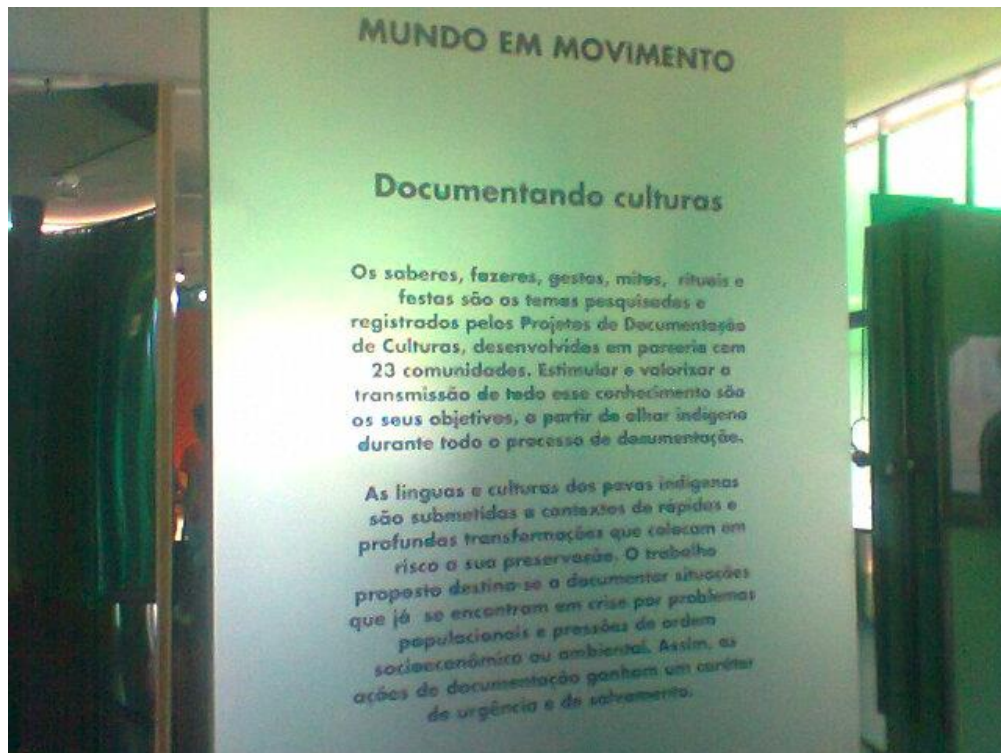 MUNDO EM MOVIMENTO
Documentando culturas
Os saberes, fazeres, gestos, mitos, rituais e
festas são os temas pesquisados e
registrados pelos Projetos de Documentação
de Culturas, desenvolvidos em parceria com
23 comunidades. Estimular e valorizar a
transmissão de todo esse conhecimento são
os seus objetivos, a partir do olhar indígena
durante todo o processo de documentação.
As línguas e culturas dos povos indígenas
são submetidas a contextos de rápidas e
profundas transformações que colocam em
risco a sua preservação. O trabalho
proposto destina-se a documentar situações
que já se encontram em crise por problemas
populacionais e pressões de ordem
socioeconômica ou ambiental. Assim, as
ações de documentação ganham um caráter
de urgência e de salvamento.